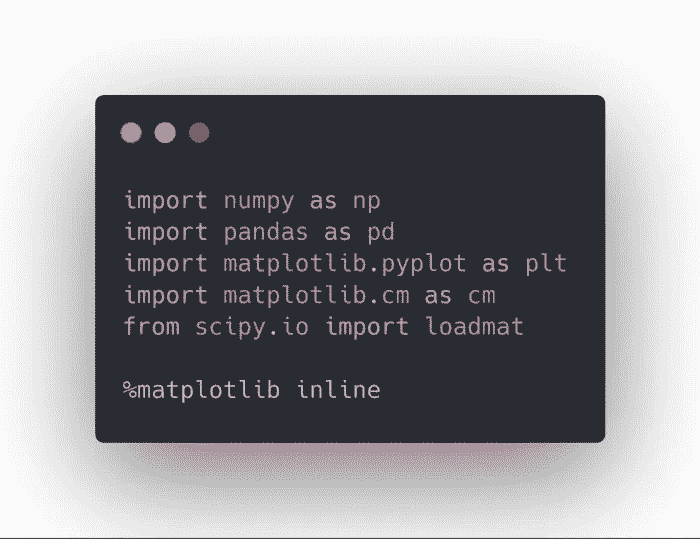 import numpy as np
import pandas as pd
import matplotlib.pyplot as plt
import matplotlib.cm as cm
from scipy.io import loadmat
%matplotlib inline